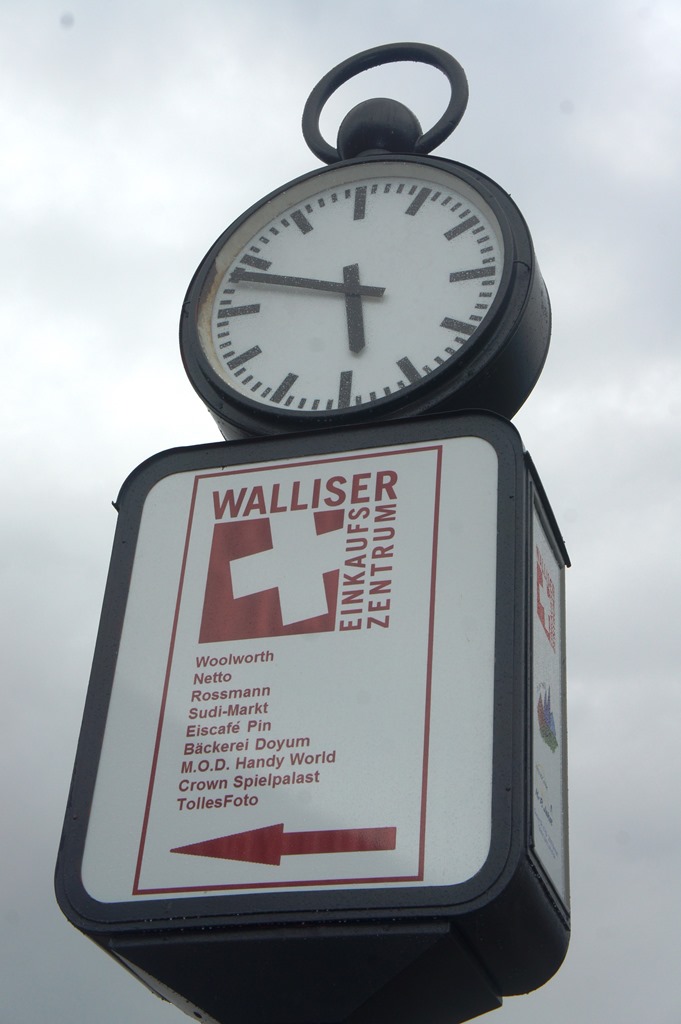 WALLISER
EINKAUFS
ZENTRUM
Woolworth
Netto
Rossmann
Sudi-Markt
Eiscafé Pin
Bäckerei Doyum
M.O.D. Handy World
Crown Spielpalast
TollesFoto